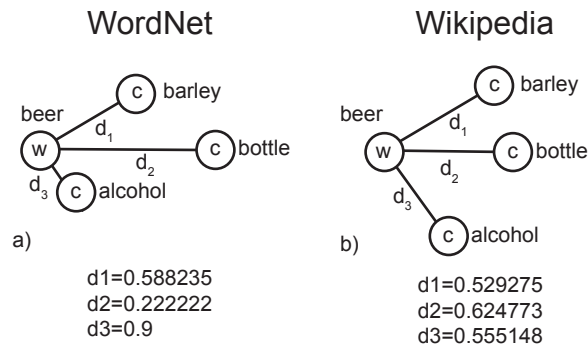 WordNet
beer
w
c barley
d1
c bottle
d2
d3
c alcohol
a)
d1=0.588235
d2=0.222222
d3=0.9
Wikipedia
beer
w
c barley
d1
c bottle
d2
d3
c alcohol
b)
d1=0.529275
d2=0.624773
d3=0.555148